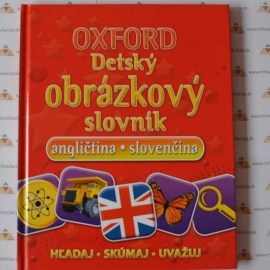 OXFORD
Detský
obrázkový
slovník
angličtina • slovenčina
HĽADAJ • SKÚMAJ • UVAŽUJ